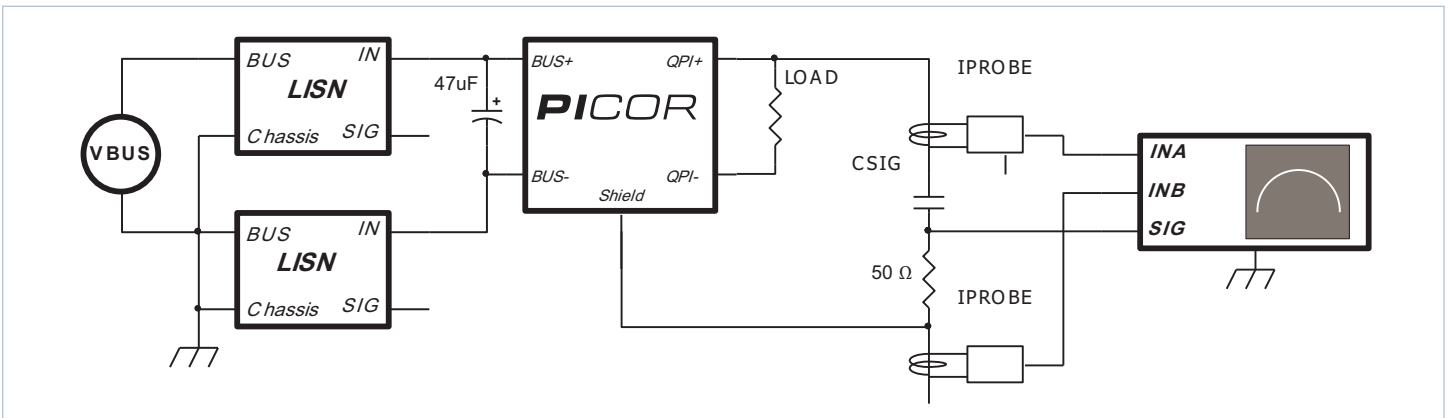 BUS
IN
LISN
Chassis
SIG
VBUS
BUS
IN
LISN
Chassis
SIG
47uF
+
BUS+
QPI+
PICOR
BUS-
QPI-
Shield
LOAD
IPROBE
CSIG
50 Ω
IPROBE
INA
INB
SIG